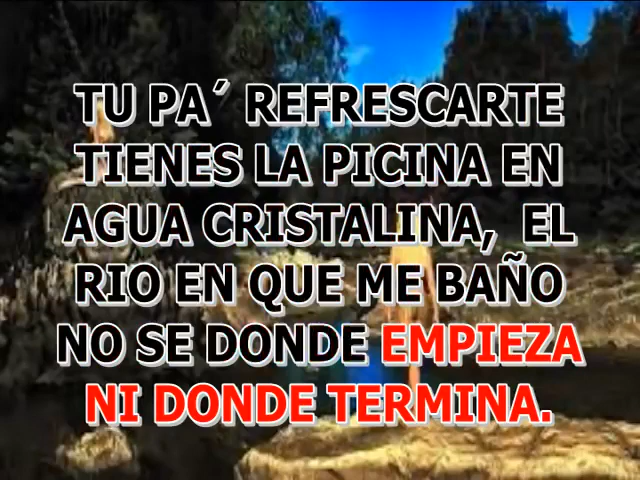 TU PA´ REFRESCARTE
TIENES LA PICINA EN
AGUA CRISTALINA,  EL
RIO EN QUE ME BAÑO
NO SE DONDE EMPIEZA
NI DONDE TERMINA.